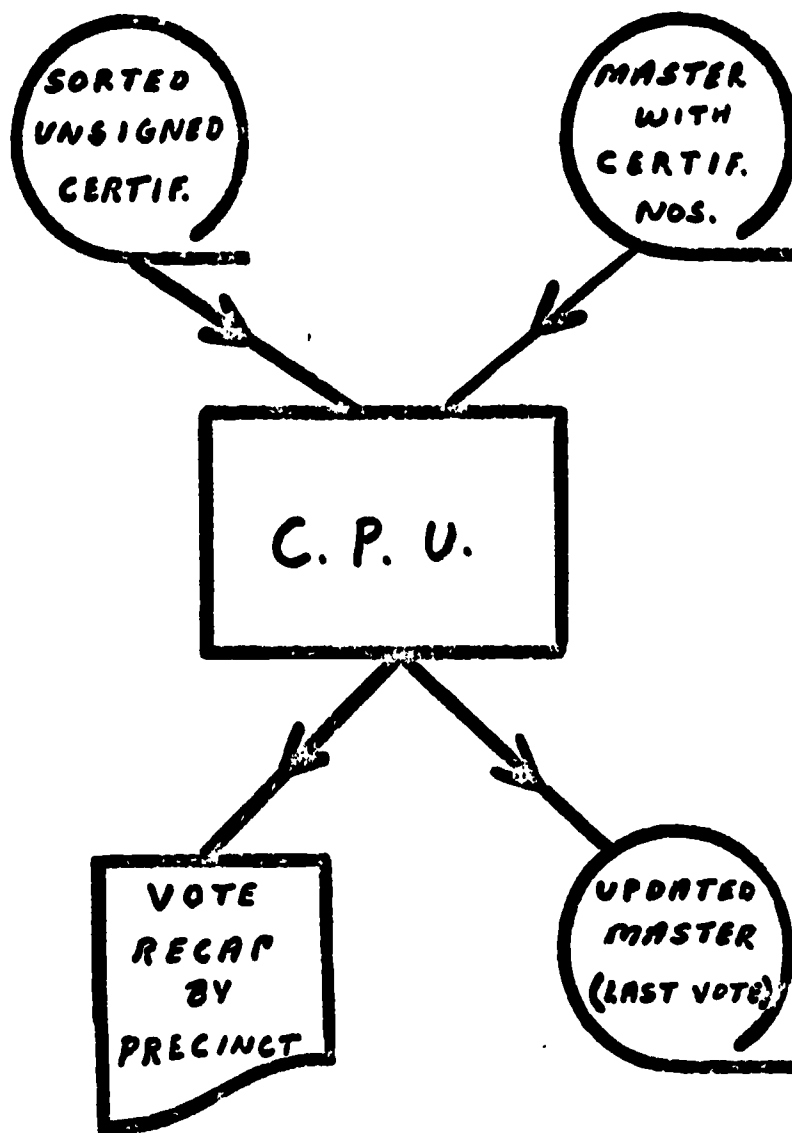 SORTED
UNSIGNED
CERTIF.
MASTER
WITH
CERTIF.
NOS.
C. P. U.
VOTE
RECAP
BY
PRECINCT
UPDATED
MASTER
(LAST VOTE)